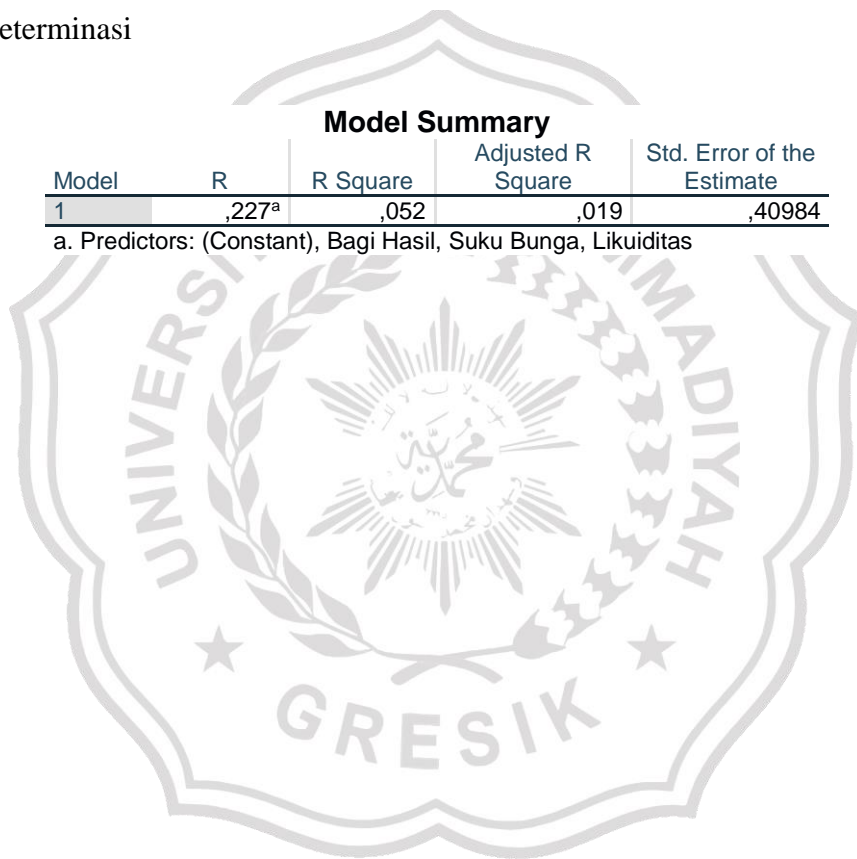 eterminasi
Model Summary
Model R R Square Adjusted R Square Std. Error of the Estimate
1 ,227a ,052 ,019 ,40984
a. Predictors: (Constant), Bagi Hasil, Suku Bunga, Likuiditas
GRESIK